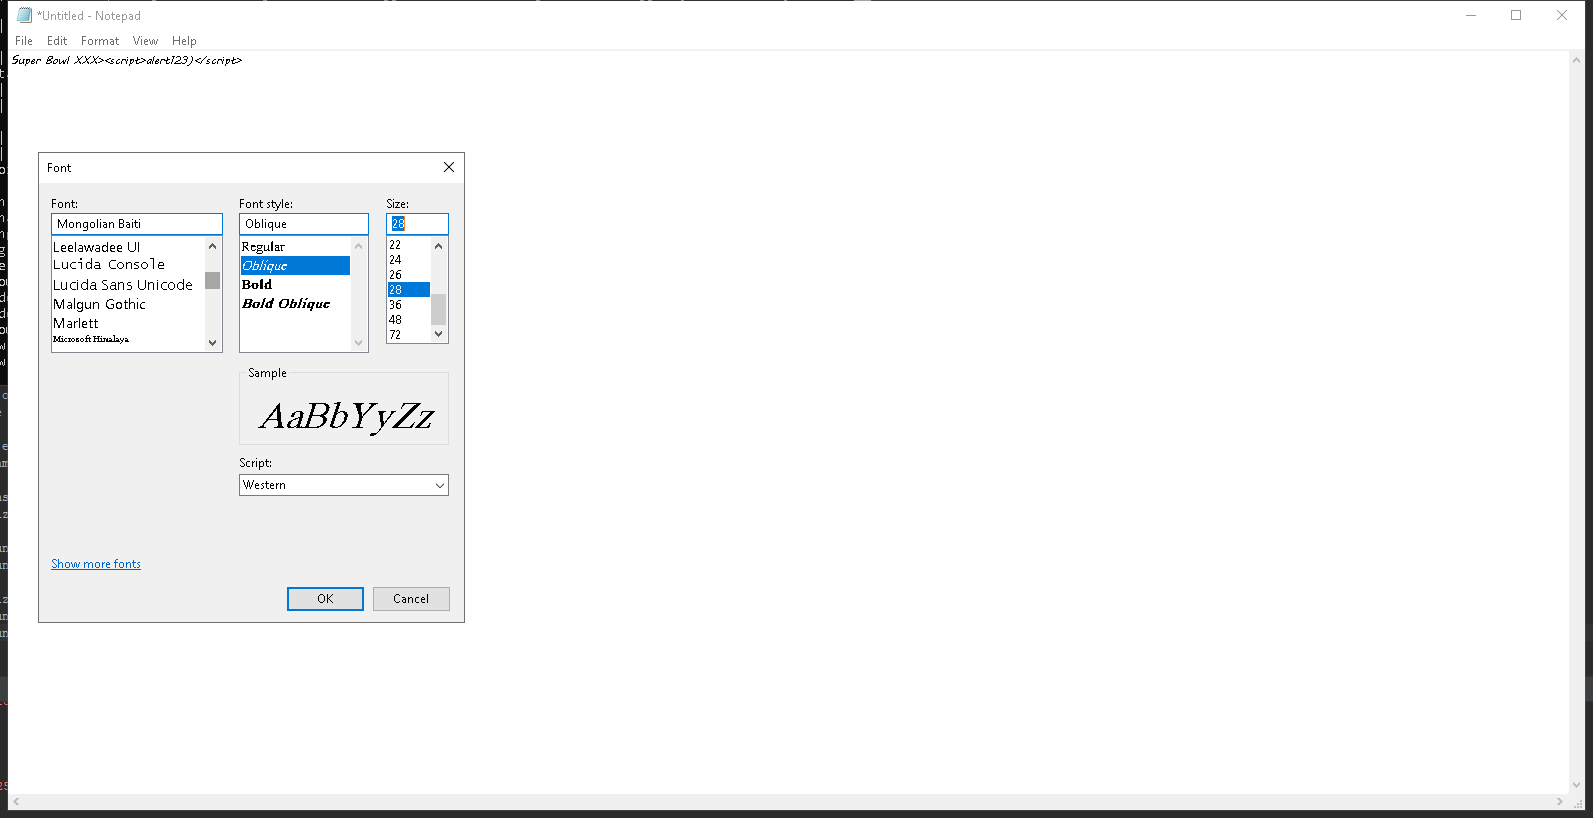 *Untitled - Notepad
File Edit Format View Help
Super Bowl XXX><script>alert123)</script>
Font
Font: Font style: Size:
Mongolian Baiti Oblique 28
Leelawadee UI
Lucida Console
Lucida Sans Unicode
Malgun Gothic
Marlett
Microsoft Himalaya
Regular
Oblique
Bold
Bold Oblique
22
24
26
28
36
48
72
Sample
AaBbYyZz
Script:
Western
Show more fonts
OK Cancel